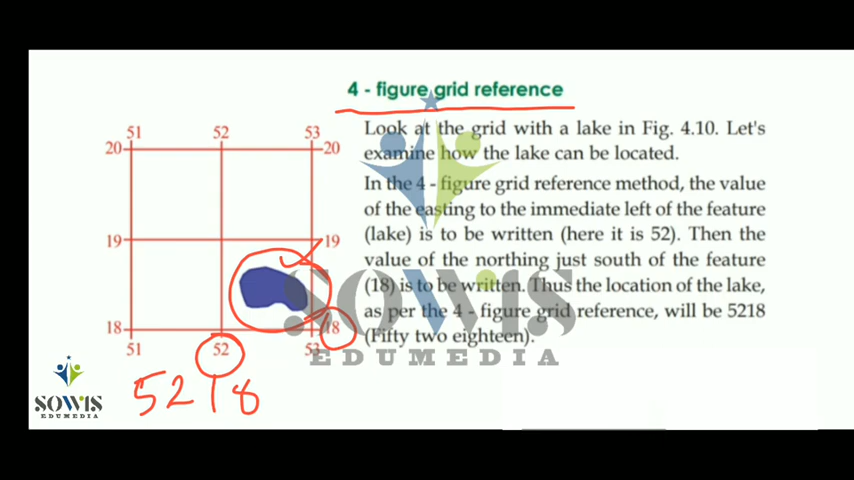 4 - figure grid reference
51 52 53
20 20
Look at the grid with a lake in Fig. 4.10. Let's
examine how the lake can be located.
In the 4 - figure grid reference method, the value
of the easting to the immediate left of the feature
(lake) is to be written (here it is 52). Then the
value of the northing just south of the feature
(18) is to be written. Thus the location of the lake,
as per the 4 - figure grid reference, will be 5218
(Fifty two eighteen).
19 19
18 18
51 52 53
5218
SOWIS
EDUMEDIA
SOWIS
EDUMEDIA